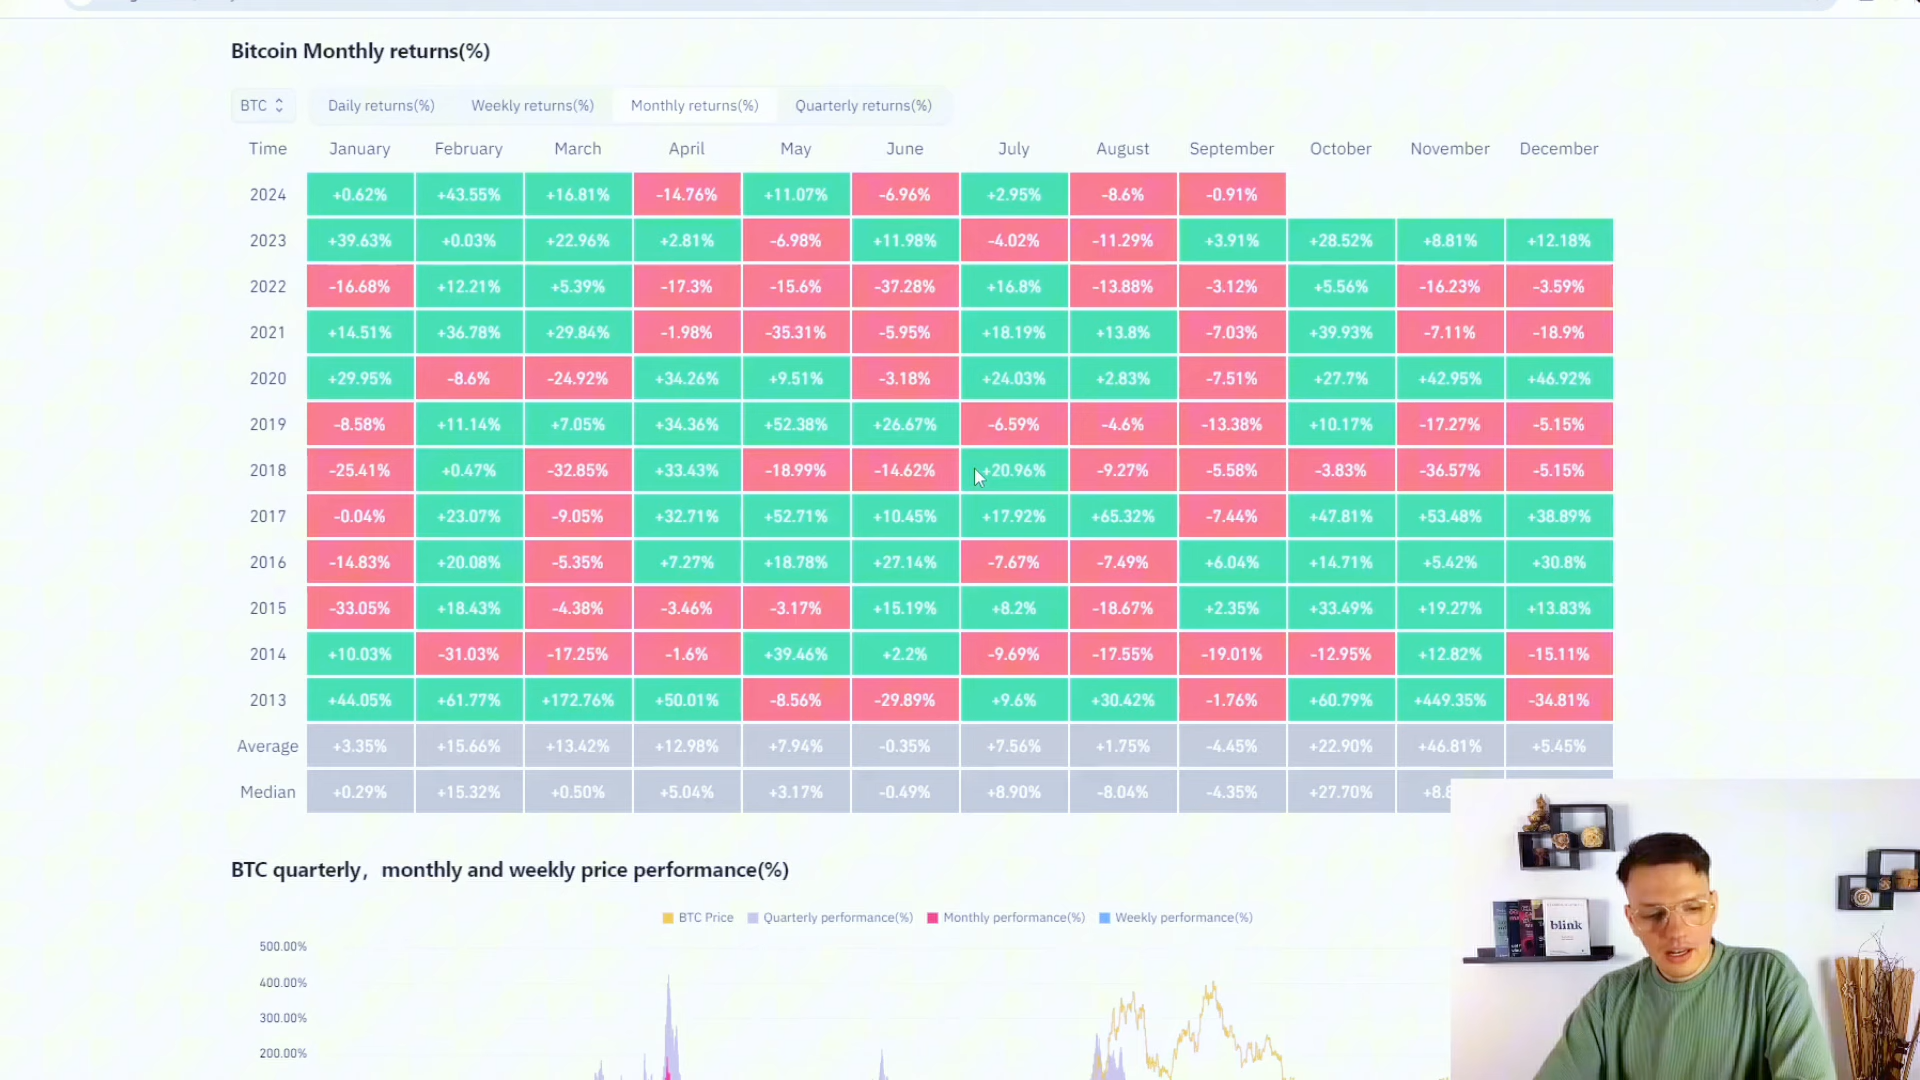 Bitcoin Monthly returns(%)
BTC Daily returns(%) Weekly returns(%) Monthly returns(%) Quarterly returns(%)
Time January February March April May June July August September October November December
2024 +0.62% +43.55% +16.81% -14.76% +11.07% -6.96% +2.95% -8.6% -0.91%
2023 +39.63% +0.03% +22.96% +2.81% -6.98% +11.98% -4.02% -11.29% +3.91% +28.52% +8.81% +12.18%
2022 -16.68% +12.21% +5.39% -17.3% -15.6% -37.28% +16.8% -13.88% -3.12% +5.56% -16.23% -3.59%
2021 +14.51% +36.78% +29.84% -1.98% -35.31% -5.95% +18.19% +13.8% -7.03% +39.93% -7.11% -18.9%
2020 +29.95% -8.6% -24.92% +34.26% +9.51% -3.18% +24.03% +2.83% -7.51% +27.7% +42.95% +46.92%
2019 -8.58% +11.14% +7.05% +34.36% +52.38% +26.67% -6.59% -4.6% -13.38% +10.17% -17.27% -5.15%
2018 -25.41% +0.47% -32.85% +33.43% -18.99% -14.62% +20.96% -9.27% -5.58% -3.83% -36.57% -5.15%
2017 -0.04% +23.07% -9.05% +32.71% +52.71% +10.45% +17.92% +65.32% -7.44% +47.81% +53.48% +38.89%
2016 -14.83% +20.08% -5.35% +7.27% +18.78% +27.14% -7.67% -7.49% +6.04% +14.71% +5.42% +30.8%
2015 -33.05% +18.43% -4.38% -3.46% -3.17% +15.19% +8.2% -18.67% +2.35% +33.49% +19.27% +13.83%
2014 +10.03% -31.03% -17.25% -1.6% +39.46% +2.2% -9.69% -17.55% -19.01% -12.95% +12.82% -15.11%
2013 +44.05% +61.77% +172.76% +50.01% -8.56% -29.89% +9.6% +30.42% -1.76% +60.79% +449.35% -34.81%
Average +3.35% +15.66% +13.42% +12.98% +7.94% -0.35% +7.56% +1.75% -4.45% +22.90% +46.81% +5.45%
Median +0.29% +15.32% +0.50% +5.04% +3.17% -0.49% +8.90% -8.04% -4.35% +27.70%
BTC quarterly，monthly and weekly price performance(%)
BTC Price Quarterly performance(%) Monthly performance(%) Weekly performance(%)
500.00%
400.00%
300.00%
200.00%
blink